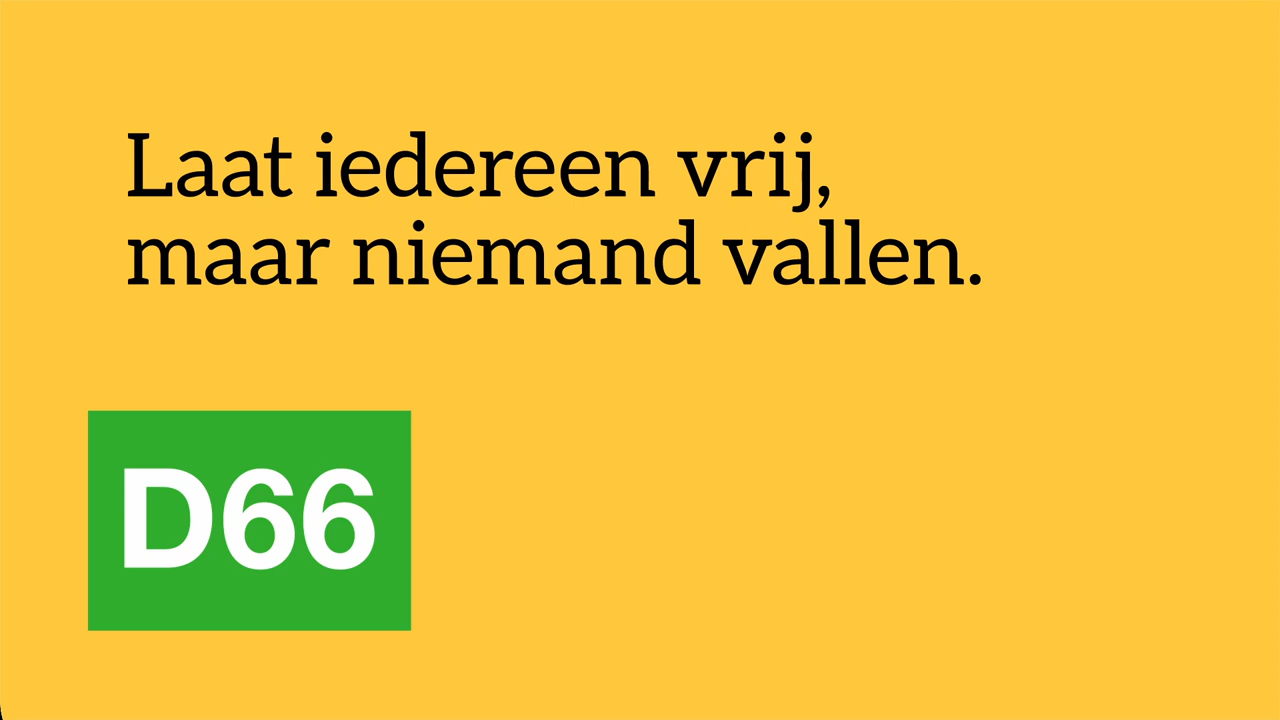 Laat iedereen vrij,
maar niemand vallen.
D66